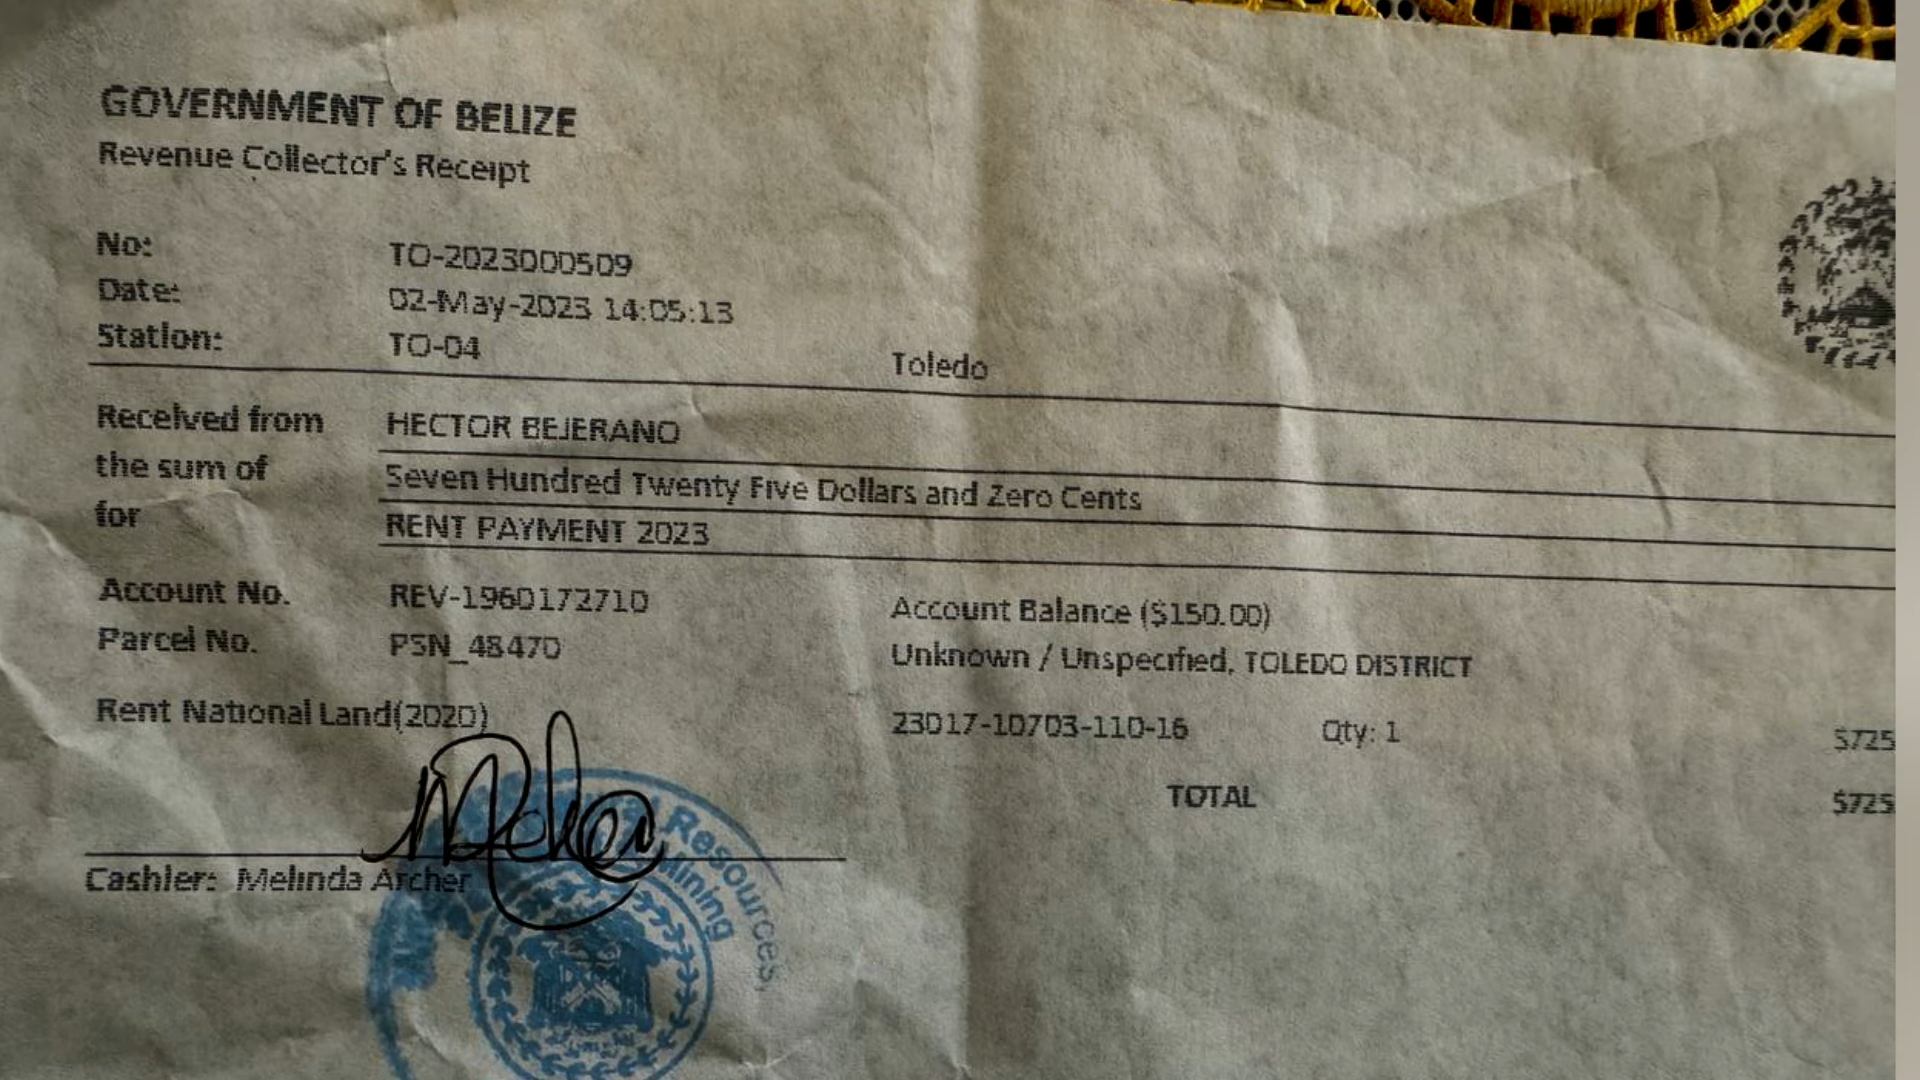 GOVERNMENT OF BELIZE
Revenue Collector's Receipt
No: TO-2023000509
Date: 02-May-2023 14:05:13
Station: TO-04 Toledo
Received from HECTOR BEJERANO
the sum of Seven Hundred Twenty Five Dollars and Zero Cents
for RENT PAYMENT 2023
Account No. REV-1960172710 Account Balance ($150.00)
Parcel No. PSN_48470 Unknown / Unspecified, TOLEDO DISTRICT
Rent National Land(2020) 23017-10703-110-16 Qty: 1 $725
TOTAL $725
Cashier: Melinda Archer
Resources
Mining